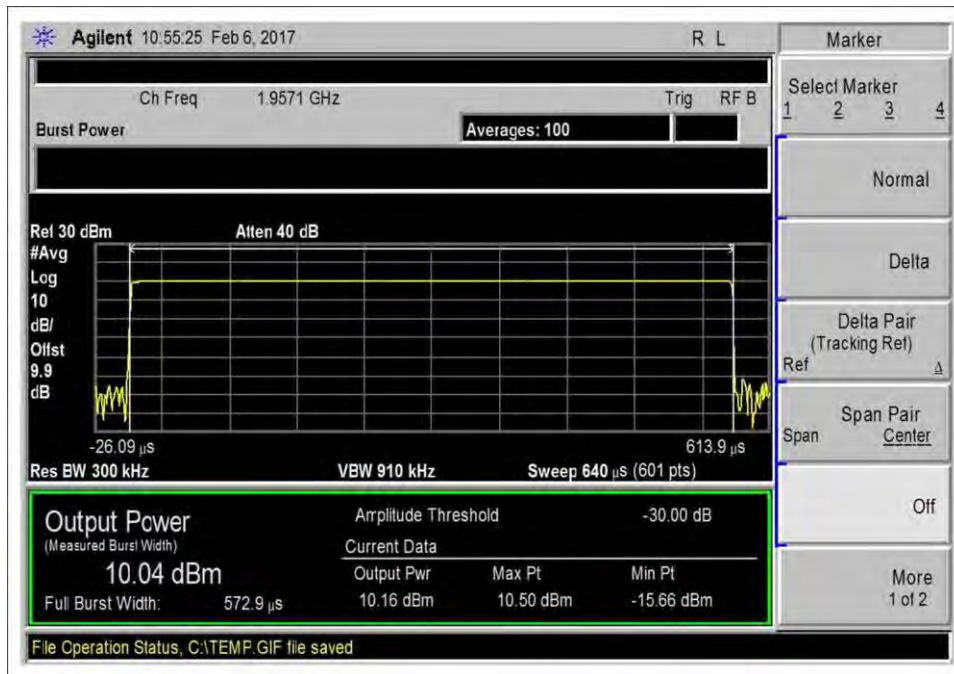 Agilent 10:55:25 Feb 6, 2017 R L
Ch Freq 1.9571 GHz Trig RF B
Burst Power
Averages: 100
Ref 30 dBm Atten 40 dB
#Avg
Log
10
dB/
Offst
9.9
dB
-26.09 µs 613.9 µs
Res BW 300 kHz VBW 910 kHz Sweep 640 µs (601 pts)
Output Power
(Measured Burst Width)
10.04 dBm
Full Burst Width: 572.9 µs
Amplitude Threshold -30.00 dB
Current Data
Output Pwr Max Pt Min Pt
10.16 dBm 10.50 dBm -15.66 dBm
File Operation Status, C:\TEMP.GIF file saved
Marker
Select Marker
1 2 3 4
Normal
Delta
Delta Pair
(Tracking Ref)
Ref Δ
Span Pair
Span Center
Off
More
1 of 2